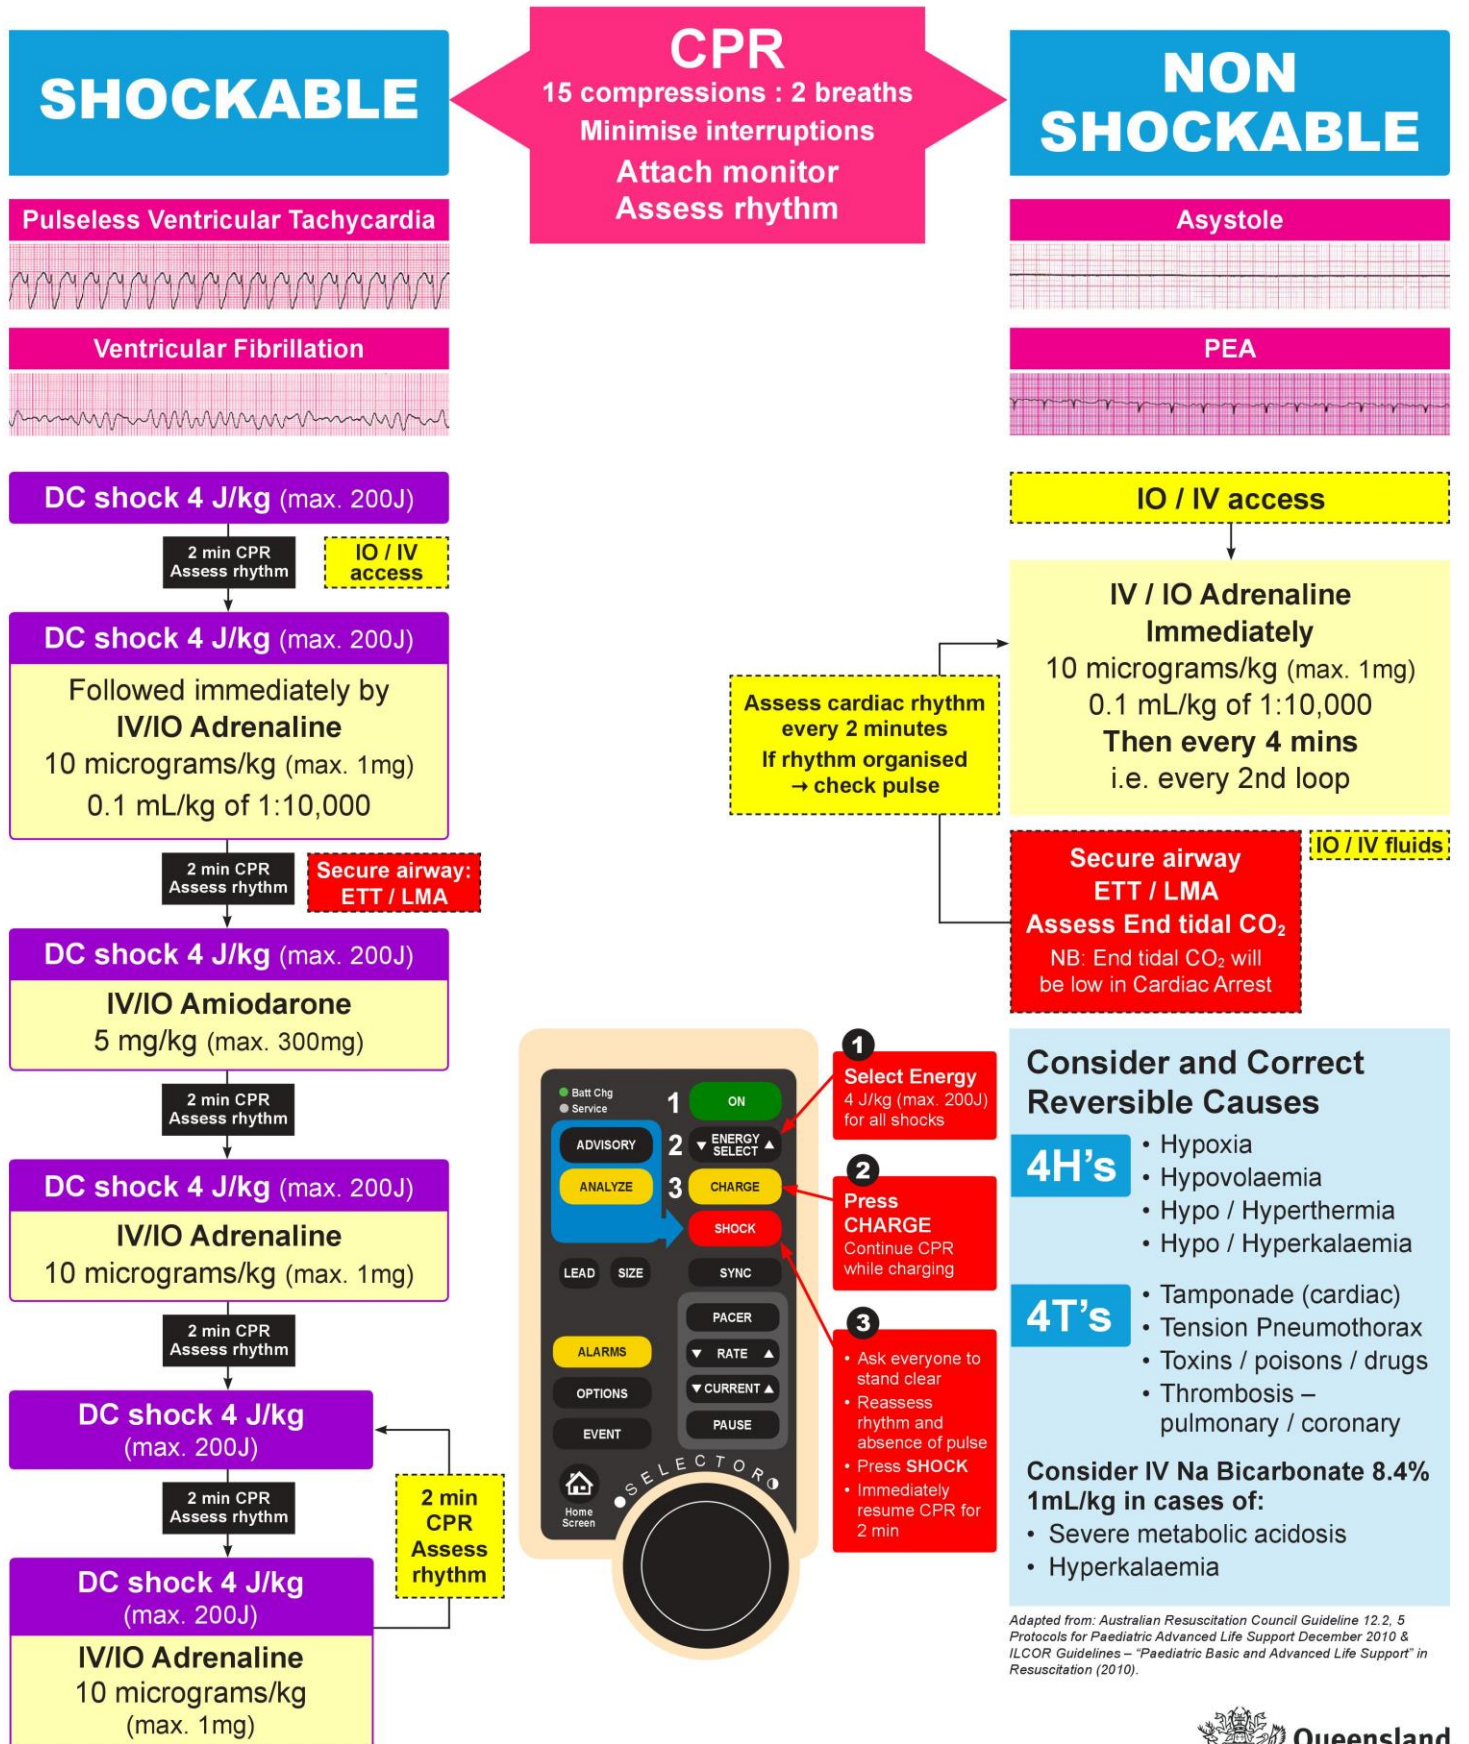 CPR
15 compressions : 2 breaths
Minimise interruptions
Attach monitor
Assess rhythm
SHOCKABLE
Pulseless Ventricular Tachycardia
Ventricular Fibrillation
DC shock 4 J/kg (max. 200J)
2 min CPR
Assess rhythm
IO / IV
access
DC shock 4 J/kg (max. 200J)
Followed immediately by
IV/IO Adrenaline
10 micrograms/kg (max. 1mg)
0.1 mL/kg of 1:10,000
2 min CPR
Assess rhythm
Secure airway:
ETT / LMA
DC shock 4 J/kg (max. 200J)
IV/IO Amiodarone
5 mg/kg (max. 300mg)
2 min CPR
Assess rhythm
DC shock 4 J/kg (max. 200J)
IV/IO Adrenaline
10 micrograms/kg (max. 1mg)
2 min CPR
Assess rhythm
DC shock 4 J/kg
(max. 200J)
2 min CPR
Assess rhythm
2 min
CPR
Assess
rhythm
DC shock 4 J/kg
(max. 200J)
IV/IO Adrenaline
10 micrograms/kg
(max. 1mg)
NON
SHOCKABLE
Asystole
PEA
IO / IV access
IV / IO Adrenaline
Immediately
10 micrograms/kg (max. 1mg)
0.1 mL/kg of 1:10,000
Then every 4 mins
i.e. every 2nd loop
Assess cardiac rhythm
every 2 minutes
If rhythm organised
→ check pulse
Secure airway
ETT / LMA
Assess End tidal CO₂
NB: End tidal CO₂ will
be low in Cardiac Arrest
IO / IV fluids
Batt Chg
Service
1 ON
ADVISORY
2 ▼ ENERGY SELECT ▲
ANALYZE
3 CHARGE
SHOCK
LEAD
SIZE
SYNC
PACER
ALARMS
▼ RATE ▲
OPTIONS
▼ CURRENT ▲
EVENT
PAUSE
SELECTOR
Home
Screen
1
Select Energy
4 J/kg (max. 200J)
for all shocks
2
Press
CHARGE
Continue CPR
while charging
3
• Ask everyone to
stand clear
• Reassess
rhythm and
absence of pulse
• Press SHOCK
• Immediately
resume CPR for
2 min
Consider and Correct
Reversible Causes
4H's
• Hypoxia
• Hypovolaemia
• Hypo / Hyperthermia
• Hypo / Hyperkalaemia
4T's
• Tamponade (cardiac)
• Tension Pneumothorax
• Toxins / poisons / drugs
• Thrombosis –
pulmonary / coronary
Consider IV Na Bicarbonate 8.4%
1mL/kg in cases of:
• Severe metabolic acidosis
• Hyperkalaemia
Adapted from: Australian Resuscitation Council Guideline 12.2, 5
Protocols for Paediatric Advanced Life Support December 2010 &
ILCOR Guidelines – "Paediatric Basic and Advanced Life Support" in
Resuscitation (2010).
Queensland